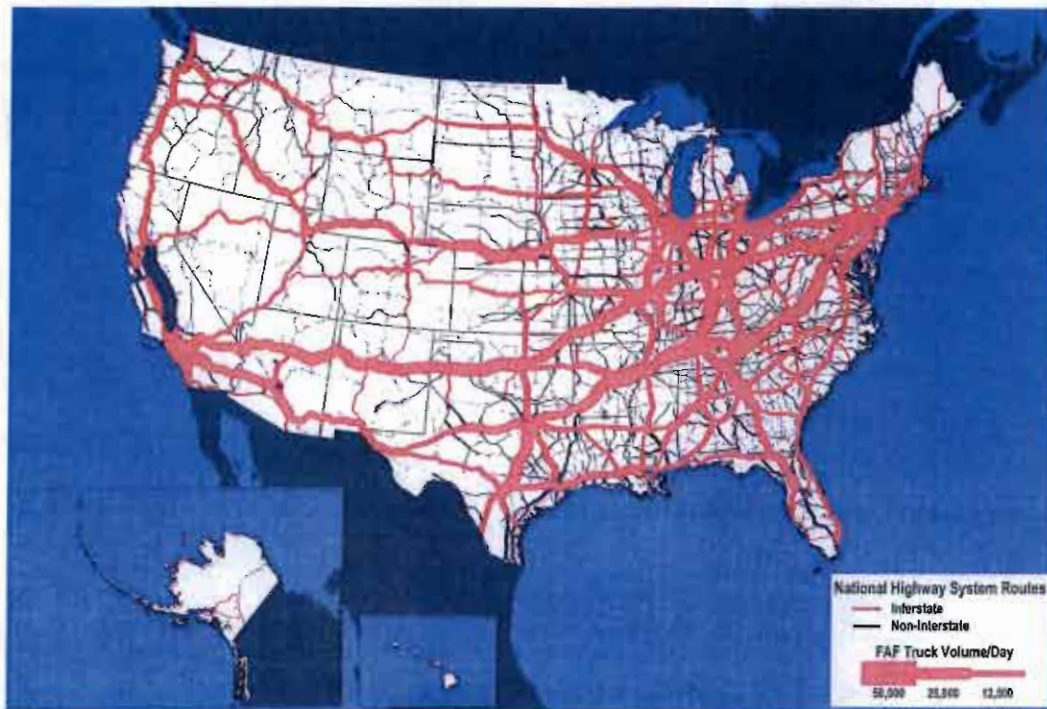 National Highway System Routes
Interstate
Non-Interstate
FAF Truck Volume/Day
50,000 25,000 12,000